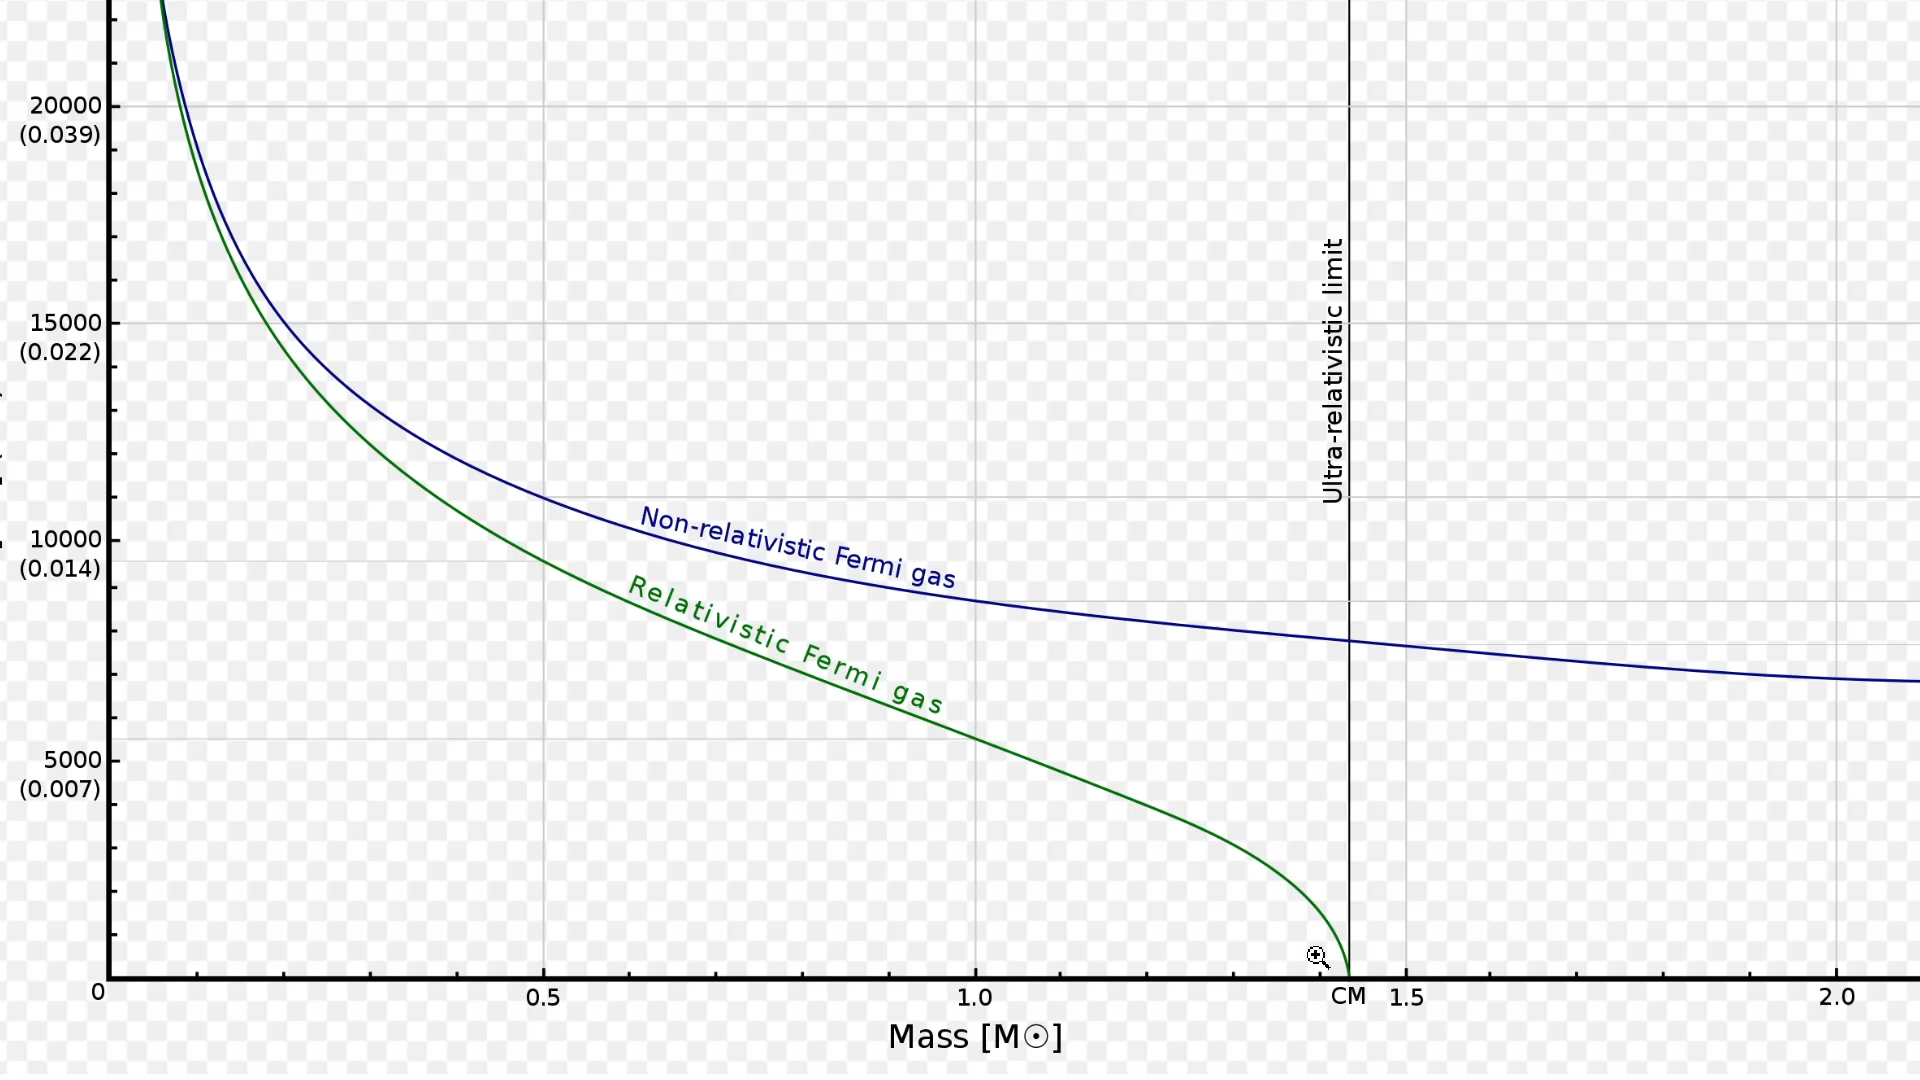 20000
(0.039)
15000
(0.022)
10000
(0.014)
5000
(0.007)
Non-relativistic Fermi gas
Relativistic Fermi gas
Ultra-relativistic limit
0
0.5
1.0
CM
1.5
2.0
Mass [M☉]